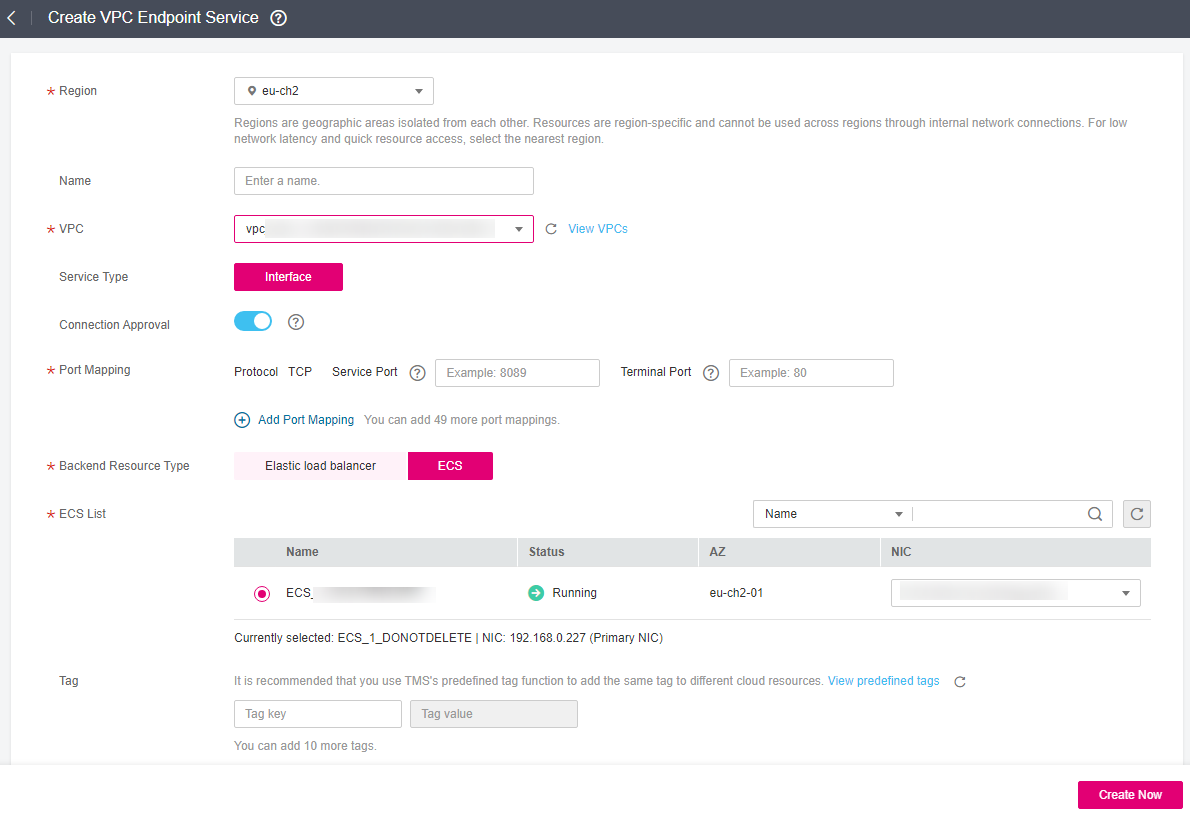 Create VPC Endpoint Service ?
* Region eu-ch2
Regions are geographic areas isolated from each other. Resources are region-specific and cannot be used across regions through internal network connections. For low
network latency and quick resource access, select the nearest region.
Name Enter a name.
* VPC vpc View VPCs
Service Type Interface
Connection Approval ?
* Port Mapping Protocol TCP Service Port ? Example: 8089 Terminal Port ? Example: 80
Add Port Mapping You can add 49 more port mappings.
* Backend Resource Type Elastic load balancer ECS
* ECS List Name
Name Status AZ NIC
ECS_ Running eu-ch2-01
Currently selected: ECS_1_DONOTDELETE | NIC: 192.168.0.227 (Primary NIC)
Tag It is recommended that you use TMS's predefined tag function to add the same tag to different cloud resources. View predefined tags
Tag key Tag value
You can add 10 more tags.
Create Now